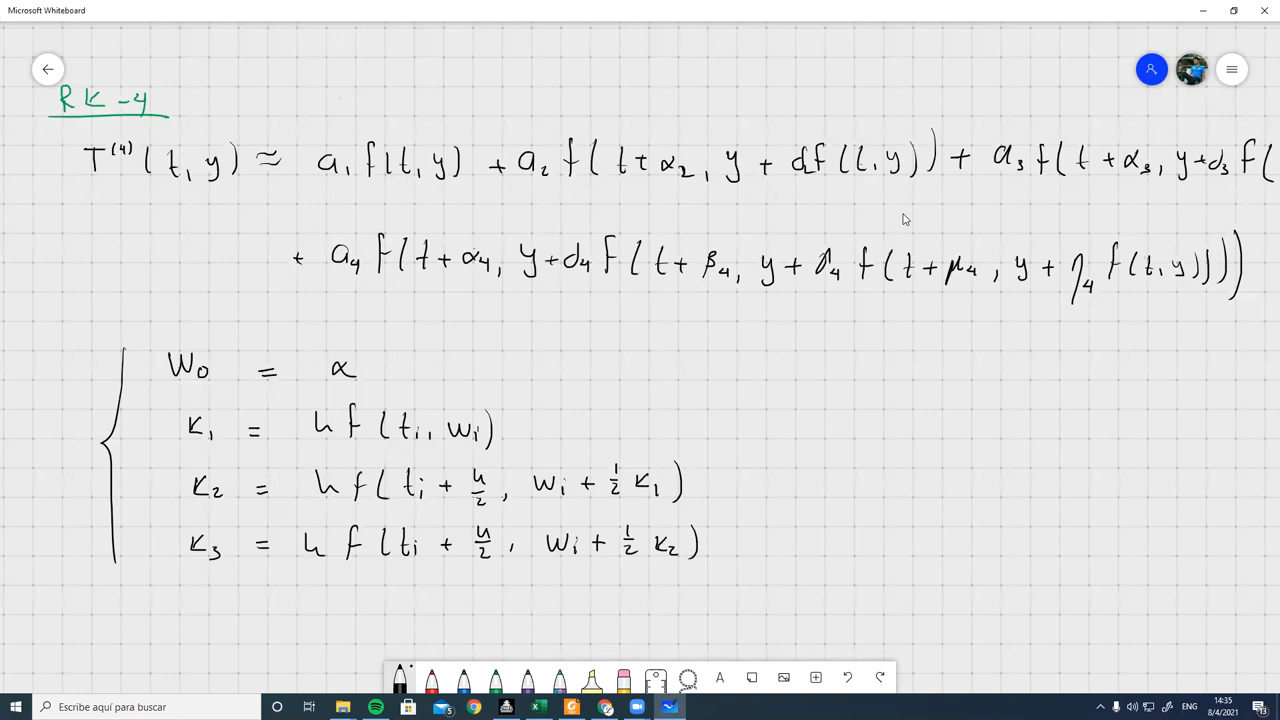 Microsoft Whiteboard
RK-4
T⁽⁴⁾(t, y) ≈ a₁ f(t, y) + a₂ f(t + α₂, y + d₂f(t, y)) + a₃ f(t + α₃, y + d₃ f(
+ a₄ f(t + α₄, y + d₄ f(t + β₄, y + γ₄ f(t + μ₄, y + η₄ f(t, y))))
W₀ = α
K₁ = h f(tᵢ, wᵢ)
K₂ = h f(tᵢ + h/2, wᵢ + 1/2 K₁)
K₃ = h f(tᵢ + h/2, wᵢ + 1/2 K₂)
Escribe aquí para buscar
ENG
14:35
8/4/2021